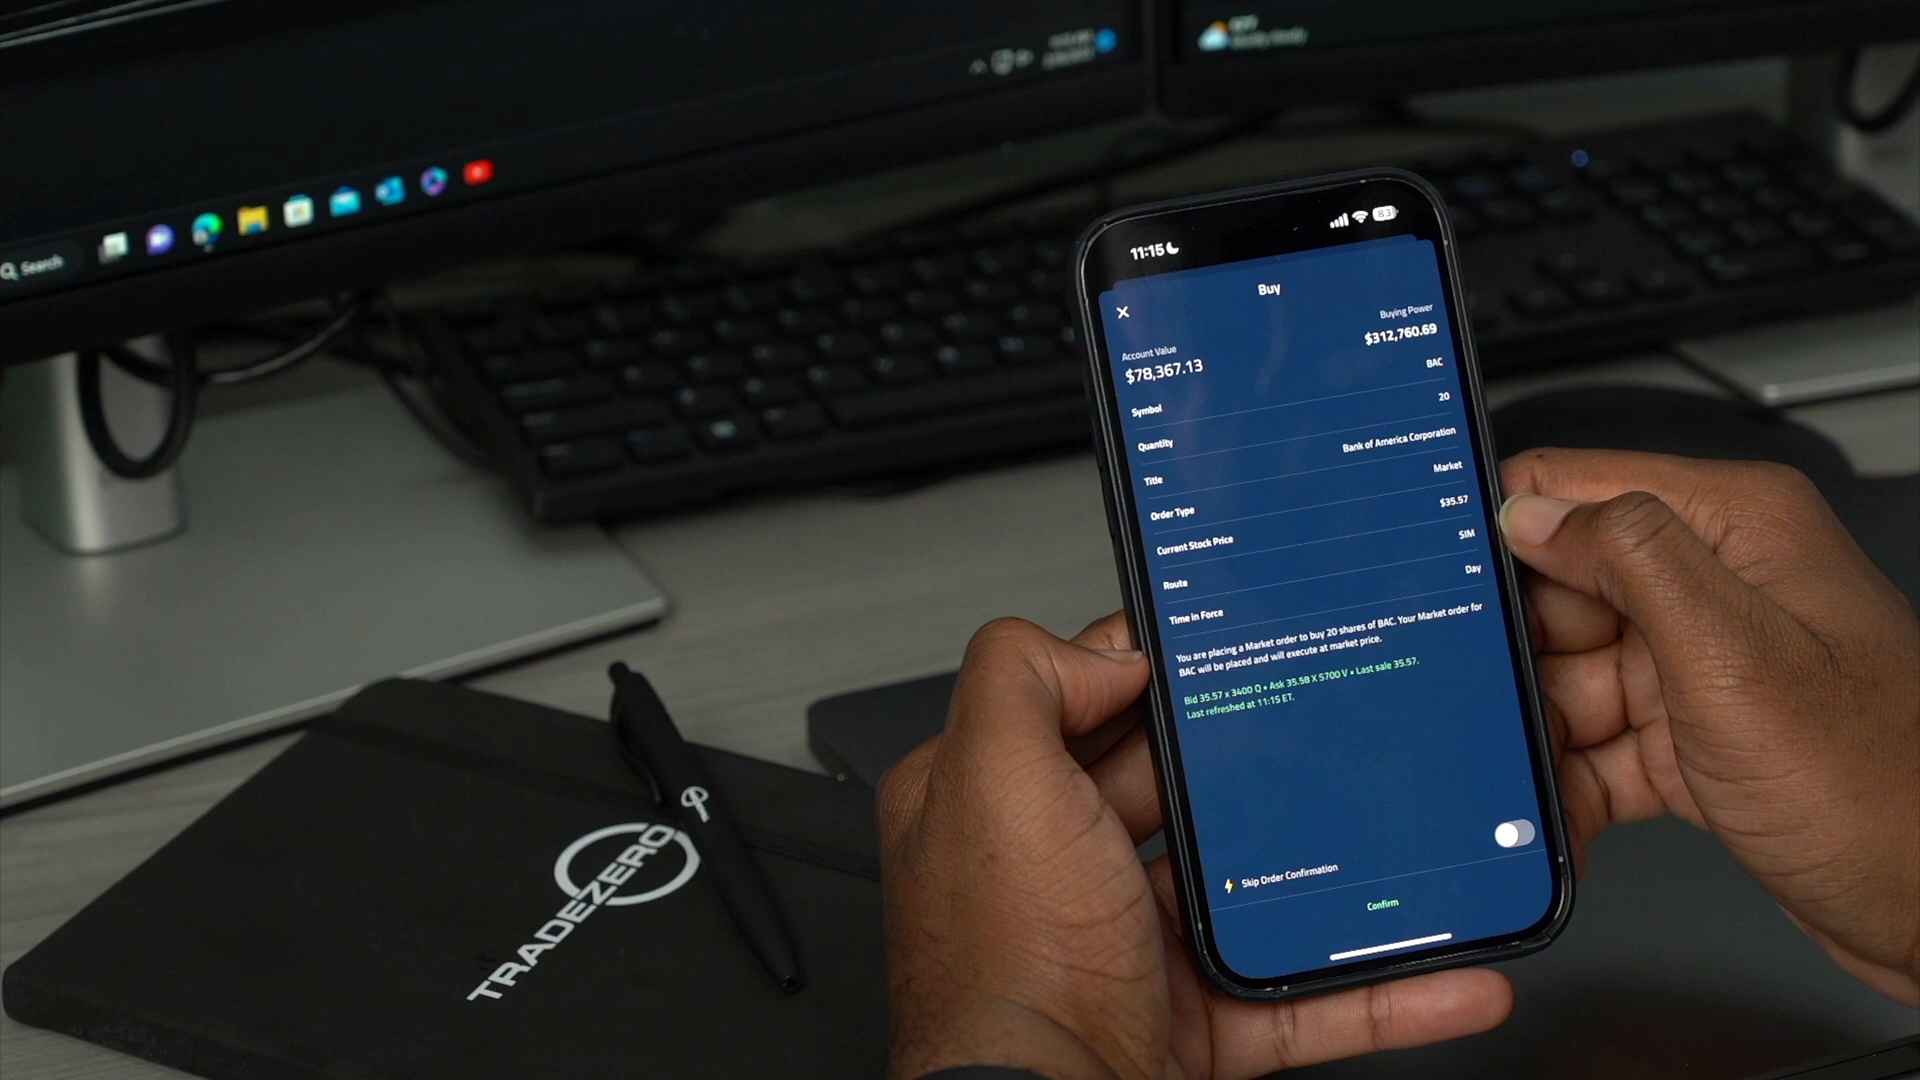 Search
11:15
83
Buy
Buying Power
$312,760.69
Account Value
$78,367.13
Symbol BAC
Quantity 20
Title Bank of America Corporation
Order Type Market
Current Stock Price $35.57
Route SIM
Time in Force Day
You are placing a Market order to buy 20 shares of BAC. Your Market order for
BAC will be placed and will execute at market price.
Bid 35.57 x 3400 Q • Ask 35.58 X 5700 V • Last sale 35.57.
Last refreshed at 11:15 ET.
Skip Order Confirmation
Confirm
TRADEZERO